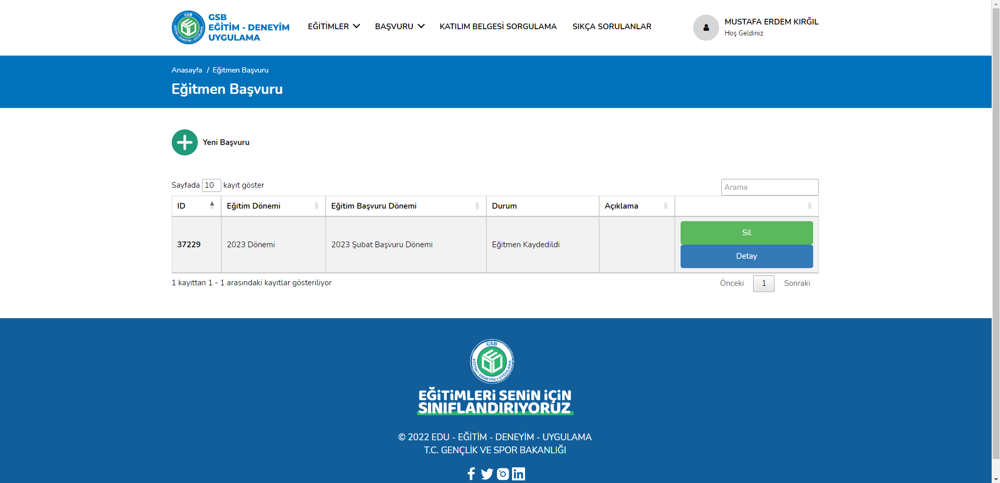 GSB
EĞİTİM - DENEYİM
UYGULAMA
EĞİTİMLER
BAŞVURU
KATILIM BELGESİ SORGULAMA
SIKÇA SORULANLAR
MUSTAFA ERDEM KIRĞIL
Hoş Geldiniz
Anasayfa / Eğitmen Başvuru
Eğitmen Başvuru
Yeni Başvuru
Sayfada 10 kayıt göster
Arama
ID Eğitim Dönemi Eğitim Başvuru Dönemi Durum Açıklama
37229 2023 Dönemi 2023 Şubat Başvuru Dönemi Eğitmen Kaydedildi
Sil
Detay
1 kayıttan 1 - 1 arasındaki kayıtlar gösteriliyor
Önceki 1 Sonraki
GSB
EĞİTİM • DENEYİM • UYGULAMA
EĞİTİMLERİ SENİN İÇİN
SINIFLANDIRIYORUZ
© 2022 EDU - EĞİTİM - DENEYİM - UYGULAMA
T.C. GENÇLİK VE SPOR BAKANLIĞI